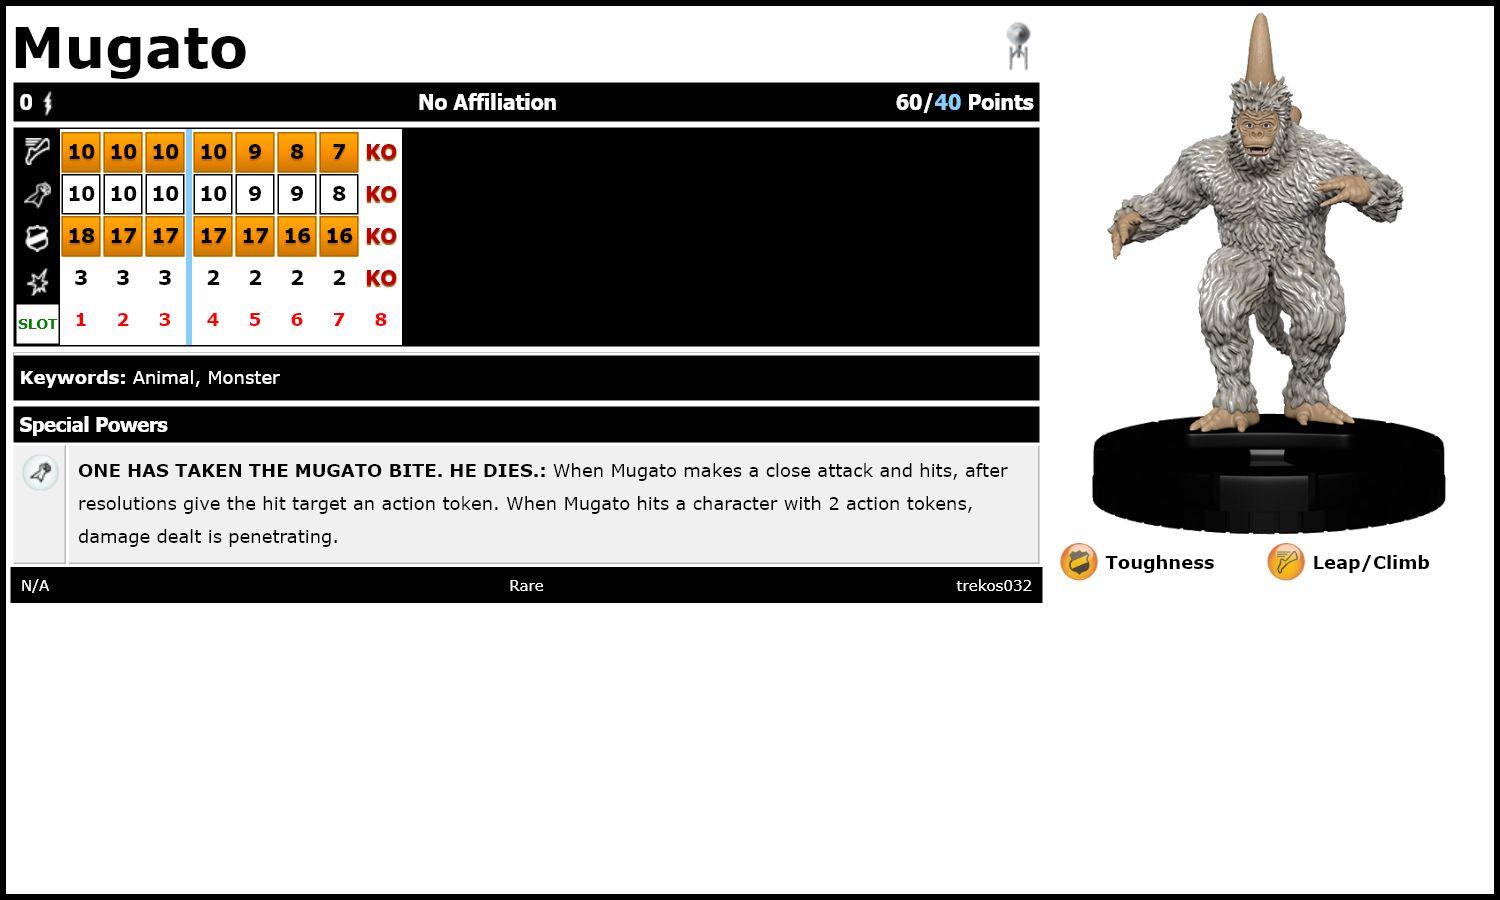 Mugato
0 No Affiliation 60/40 Points
10 10 10 10 9 8 7 KO
10 10 10 10 9 9 8 KO
18 17 17 17 17 16 16 KO
3 3 3 2 2 2 2 KO
SLOT 1 2 3 4 5 6 7 8
Keywords: Animal, Monster
Special Powers
ONE HAS TAKEN THE MUGATO BITE. HE DIES.: When Mugato makes a close attack and hits, after
resolutions give the hit target an action token. When Mugato hits a character with 2 action tokens,
damage dealt is penetrating.
N/A Rare trekos032
Toughness Leap/Climb